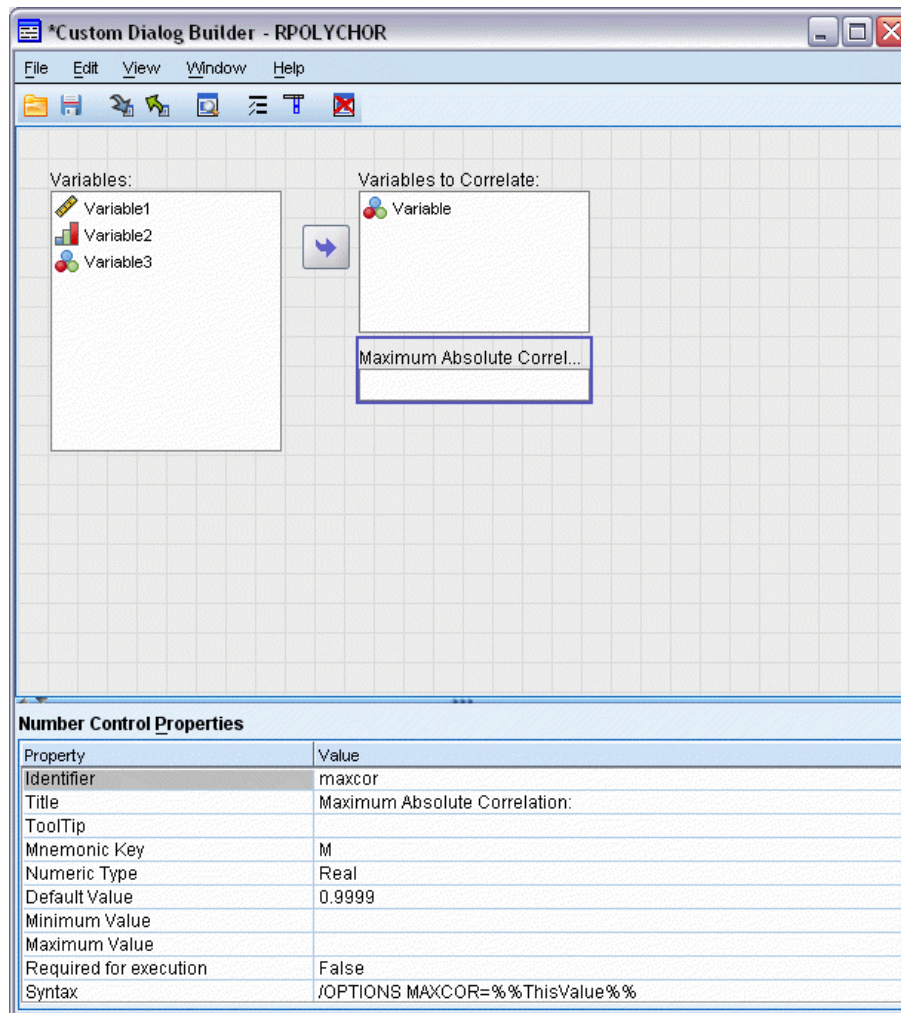 *Custom Dialog Builder - RPOLYCHOR
File Edit View Window Help
Variables: Variables to Correlate:
Variable1 Variable
Variable2
Variable3
Maximum Absolute Correl...
Number Control Properties
Property Value
Identifier maxcor
Title Maximum Absolute Correlation:
ToolTip
Mnemonic Key M
Numeric Type Real
Default Value 0.9999
Minimum Value
Maximum Value
Required for execution False
Syntax /OPTIONS MAXCOR=%%ThisValue%%